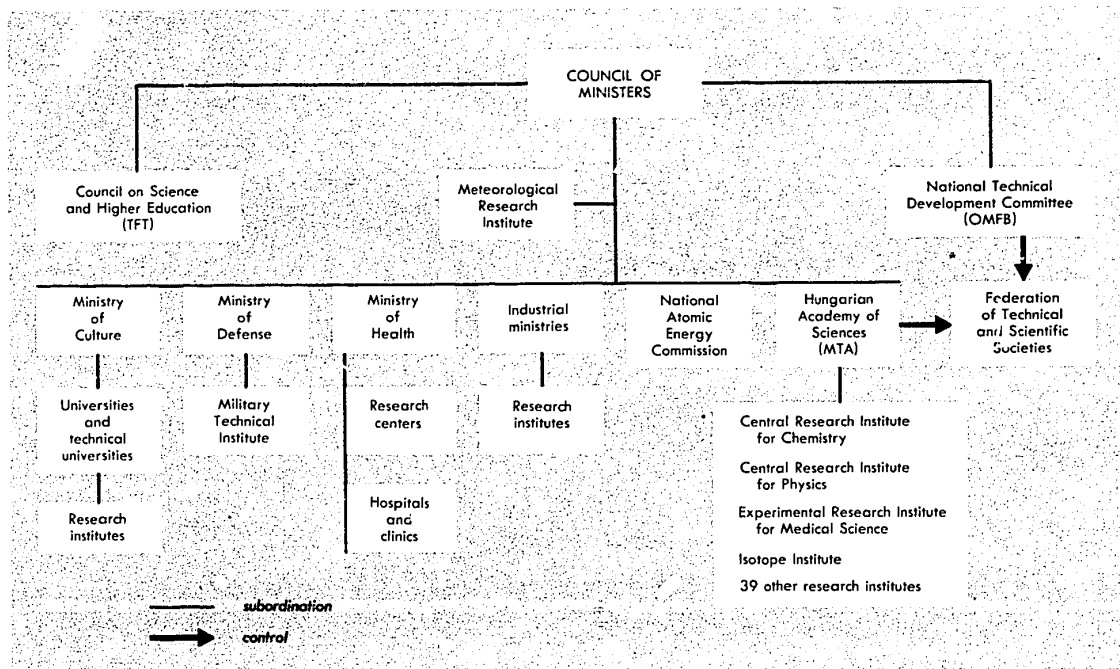 COUNCIL OF
MINISTERS
Council on Science
and Higher Education
(TFT)
Meteorological
Research
Institute
National Technical
Development Committee
(OMFB)
Ministry
of
Culture
Ministry
of
Defense
Ministry
of
Health
Industrial
ministries
National
Atomic
Energy
Commission
Hungarian
Academy of
Sciences
(MTA)
Federation
of Technical
and Scientific
Societies
Universities
and
technical
universities
Military
Technical
Institute
Research
centers
Research
institutes
Central Research Institute
for Chemistry
Central Research Institute
for Physics
Experimental Research Institute
for Medical Science
Isotope Institute
39 other research institutes
Research
institutes
Hospitals
and
clinics
subordination
control